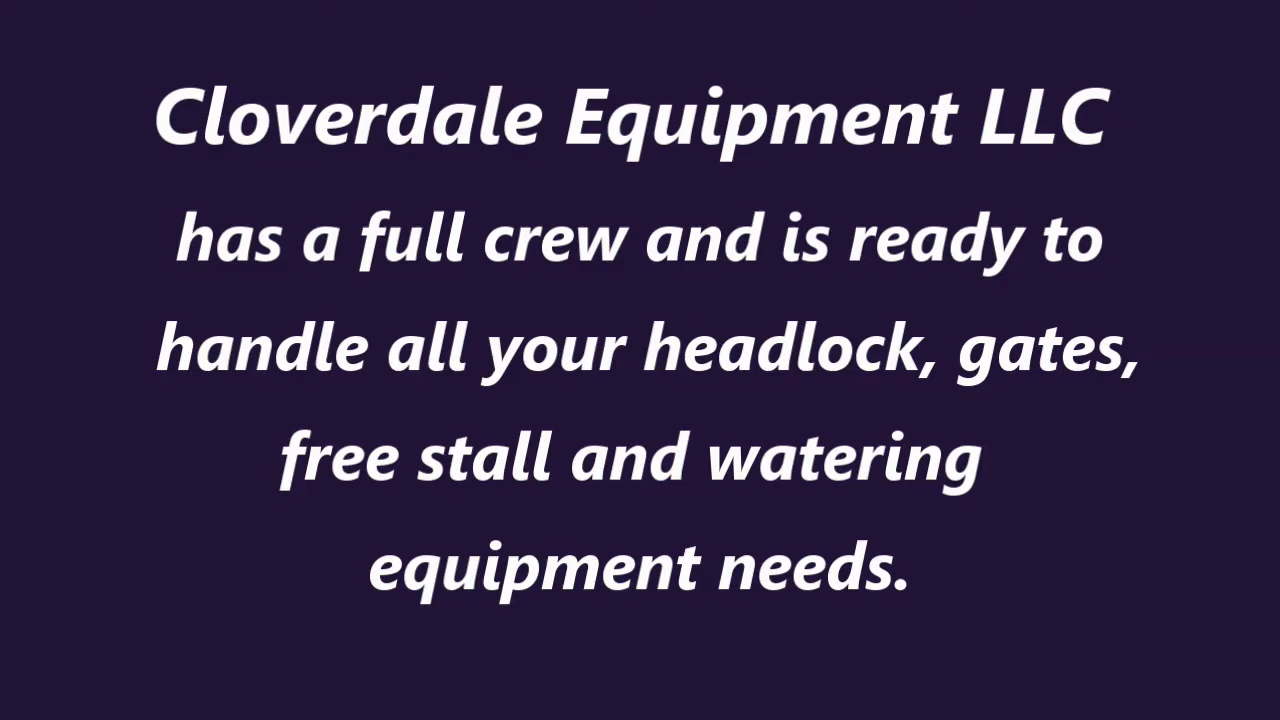 Cloverdale Equipment LLC
has a full crew and is ready to
handle all your headlock, gates,
free stall and watering
equipment needs.